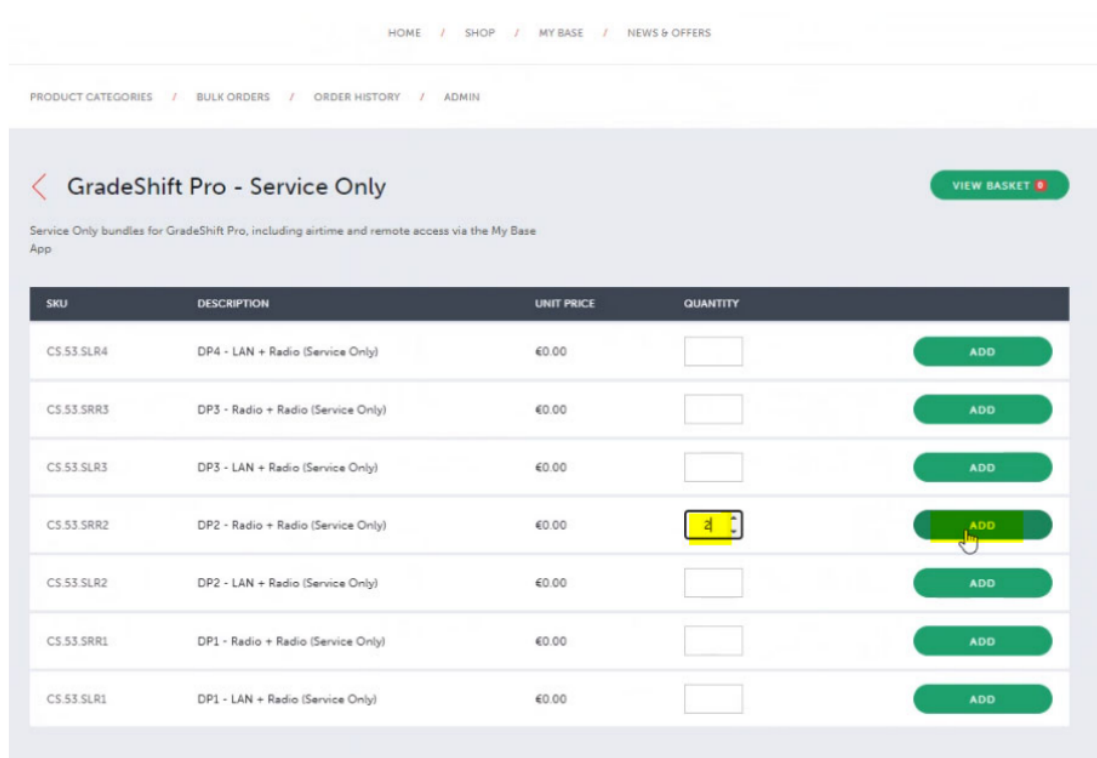 HOME / SHOP / MY BASE / NEWS & OFFERS
PRODUCT CATEGORIES / BULK ORDERS / ORDER HISTORY / ADMIN
GradeShift Pro - Service Only
VIEW BASKET 0
Service Only bundles for GradeShift Pro, including airtime and remote access via the My Base
App
SKU DESCRIPTION UNIT PRICE QUANTITY
CS.53.SLR4 DP4 - LAN + Radio (Service Only) €0.00 ADD
CS.53.SRR3 DP3 - Radio + Radio (Service Only) €0.00 ADD
CS.53.SLR3 DP3 - LAN + Radio (Service Only) €0.00 ADD
CS.53.SRR2 DP2 - Radio + Radio (Service Only) €0.00 2 ADD
CS.53.SLR2 DP2 - LAN + Radio (Service Only) €0.00 ADD
CS.53.SRR1 DP1 - Radio + Radio (Service Only) €0.00 ADD
CS.53.SLR1 DP1 - LAN + Radio (Service Only) €0.00 ADD